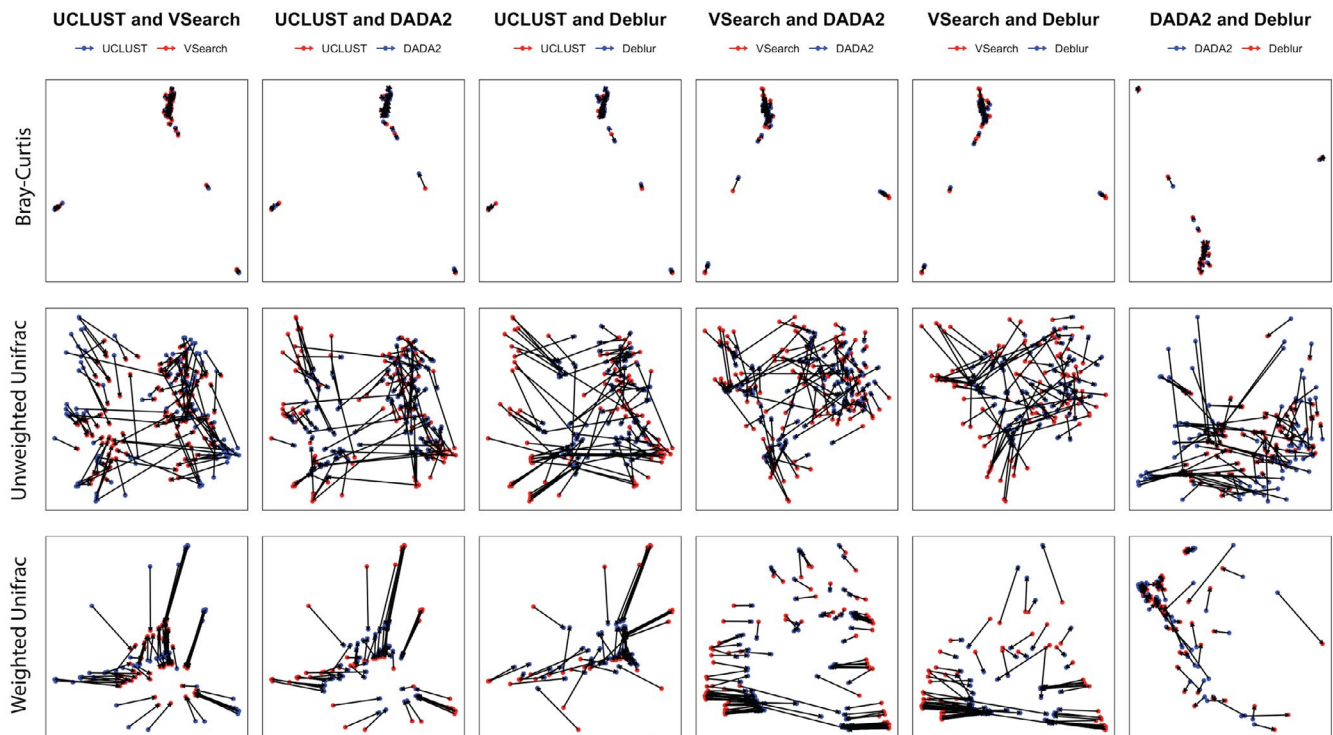 UCLUST and VSearch UCLUST and DADA2 UCLUST and Deblur VSearch and DADA2 VSearch and Deblur DADA2 and Deblur
UCLUST VSearch UCLUST DADA2 UCLUST Deblur VSearch DADA2 VSearch Deblur DADA2 Deblur
Bray-Curtis
Unweighted Unifrac
Weighted Unifrac